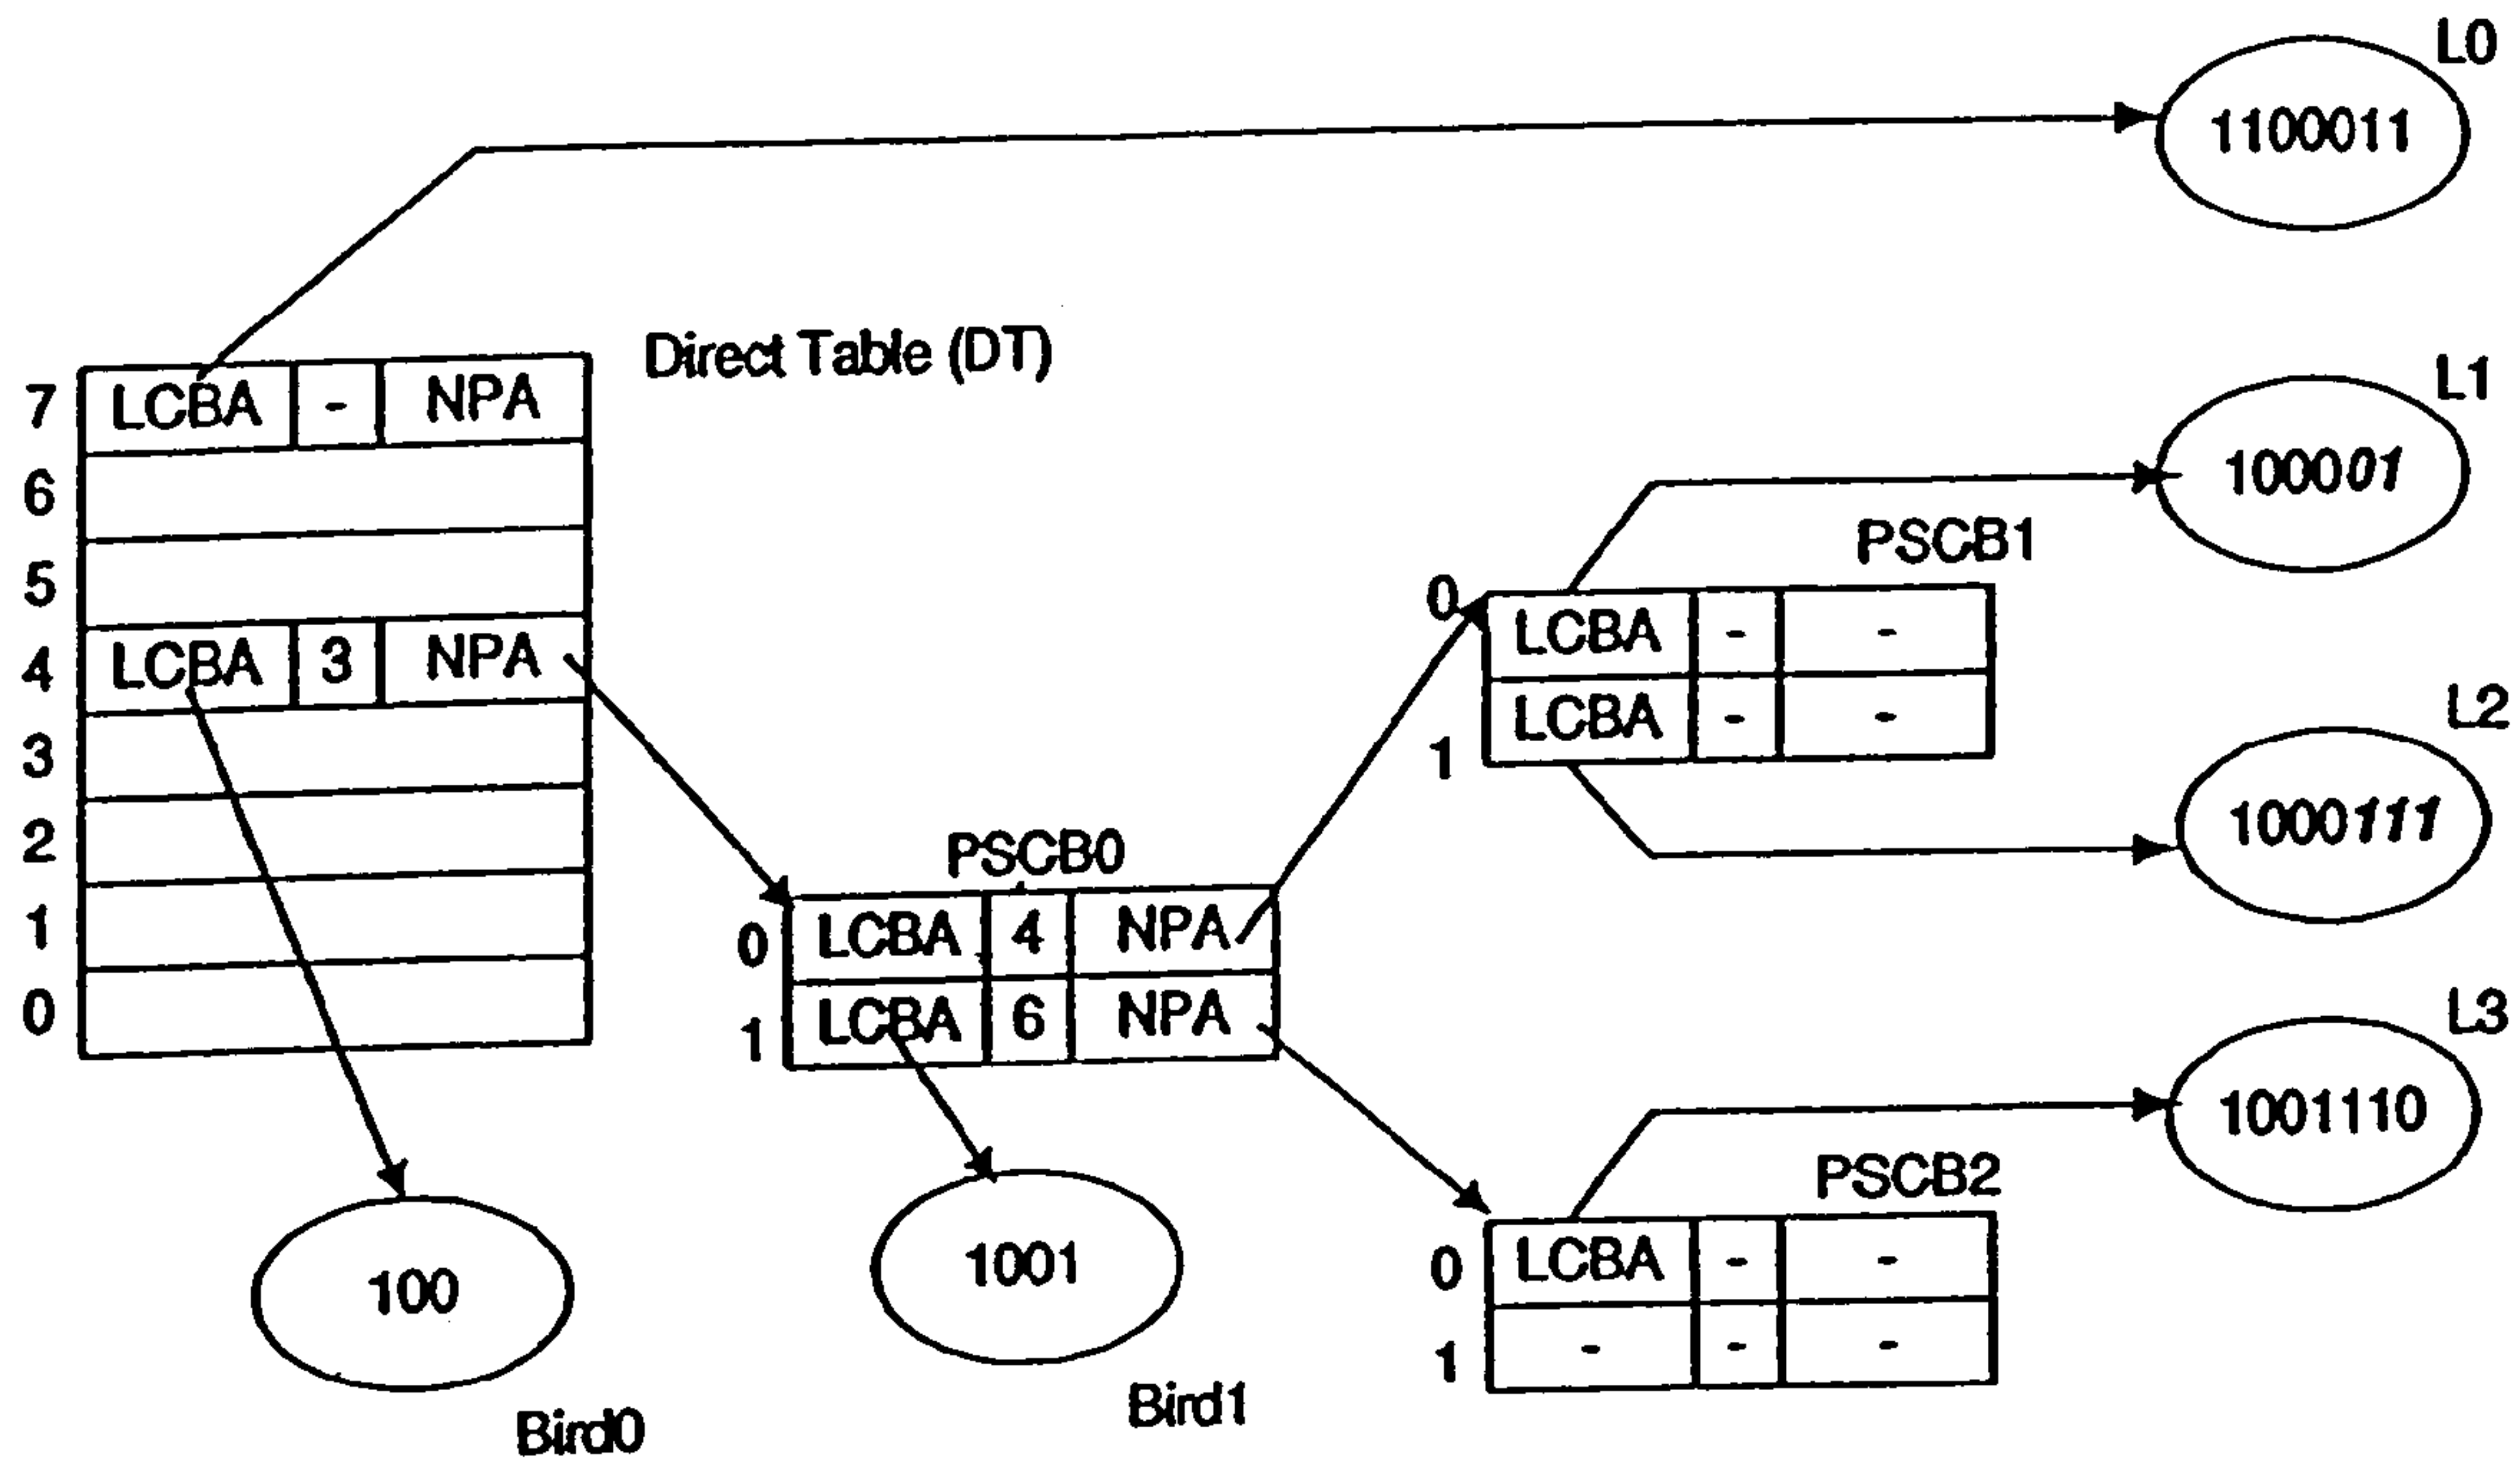 L0
1100011
Direct Table (DT)
7 LCBA - NPA
6
5
4 LCBA 3 NPA
3
2
1
0
L1
100001
PSCB1
0 LCBA - -
1 LCBA - -
L2
1000111
PSCB0
0 LCBA 4 NPA
1 LCBA 6 NPA
L3
1001110
PSCB2
0 LCBA - -
1 - - -
100
Bird0
1001
Bird1